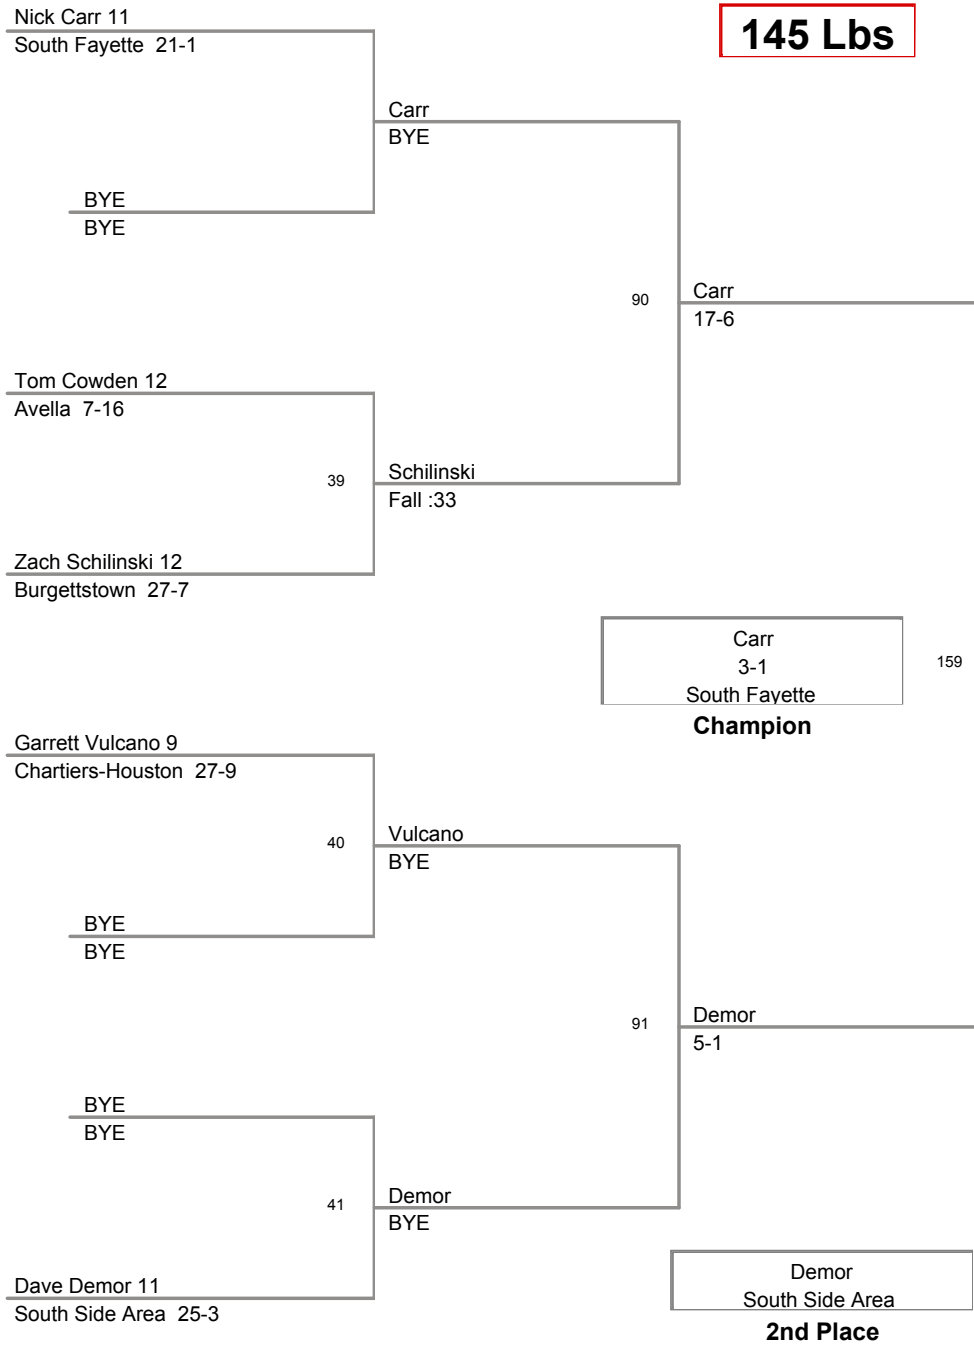 Nick Carr 11
South Fayette 21-1
145 Lbs
Carr
BYE
BYE
BYE
90
Carr
17-6
Tom Cowden 12
Avella 7-16
39
Schilinski
Fall :33
Zach Schilinski 12
Burgettstown 27-7
Carr
3-1
South Fayette
159
Champion
Garrett Vulcano 9
Chartiers-Houston 27-9
40
Vulcano
BYE
BYE
BYE
91
Demor
5-1
BYE
BYE
41
Demor
BYE
Dave Demor 11
South Side Area 25-3
Demor
South Side Area
2nd Place